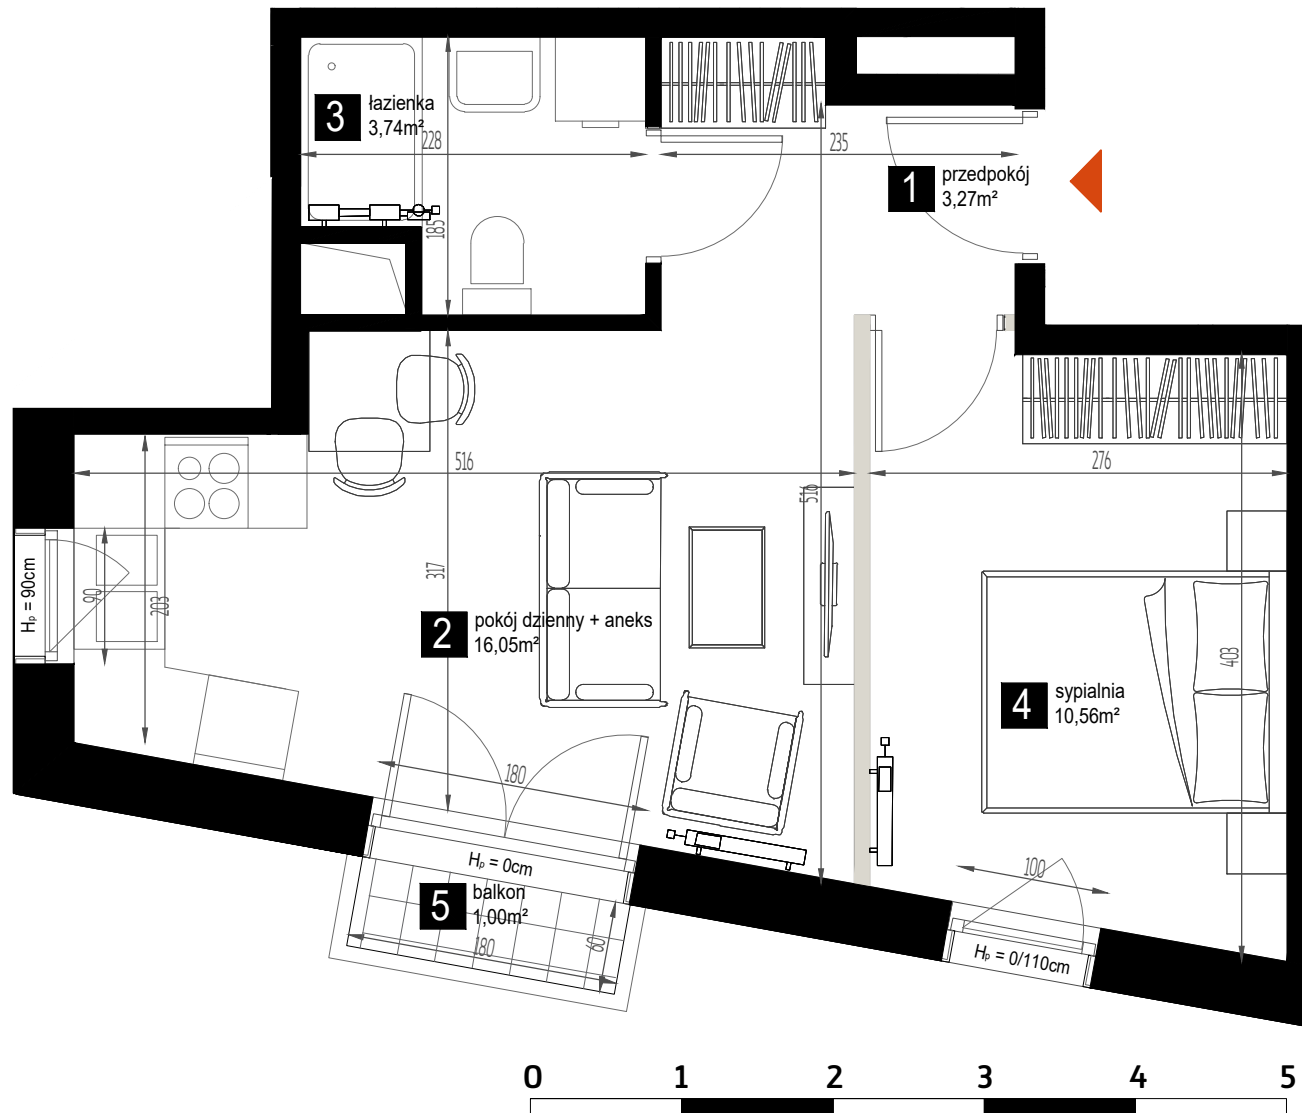 3
łazienka
3,74m²
228
235
1
przedpokój
3,27m²
185
516
516
276
Hₚ = 90cm
90
203
317
2
pokój dzienny + aneks
16,05m²
403
4
sypialnia
10,56m²
180
Hₚ = 0cm
100
5
balkon
1,00m²
180
60
Hₚ = 0/110cm
0 1 2 3 4 5